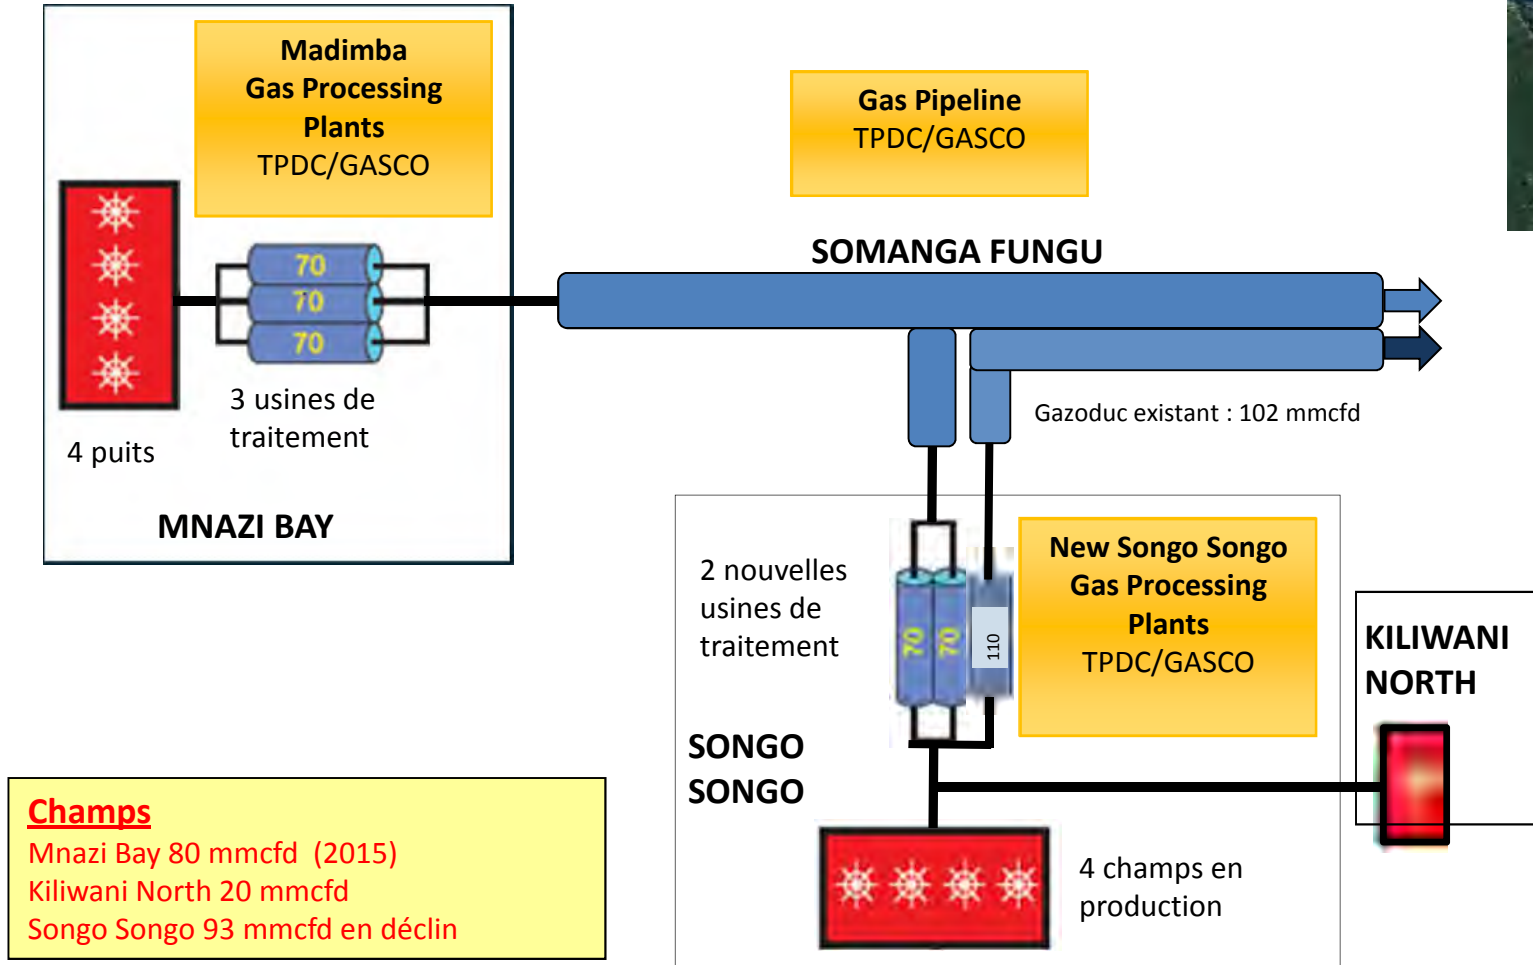 Madimba
Gas Processing
Plants
TPDC/GASCO
70
70
70
3 usines de
traitement
4 puits
MNAZI BAY
Gas Pipeline
TPDC/GASCO
SOMANGA FUNGU
Gazoduc existant : 102 mmcfd
2 nouvelles
usines de
traitement
70
70
110
New Songo Songo
Gas Processing
Plants
TPDC/GASCO
SONGO
SONGO
4 champs en
production
KILIWANI
NORTH
Champs
Mnazi Bay 80 mmcfd (2015)
Kiliwani North 20 mmcfd
Songo Songo 93 mmcfd en déclin